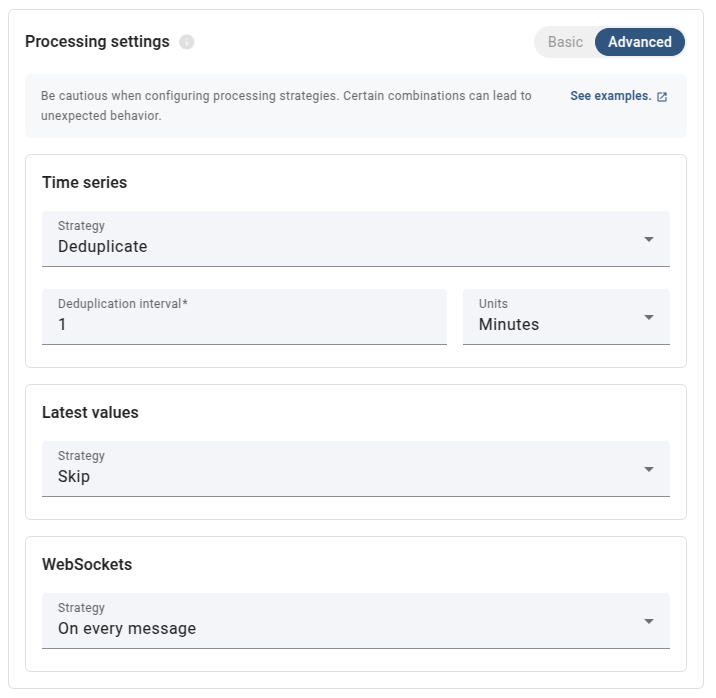 Processing settings
Basic
Advanced
Be cautious when configuring processing strategies. Certain combinations can lead to
unexpected behavior.
See examples.
Time series
Strategy
Deduplicate
Deduplication interval*
1
Units
Minutes
Latest values
Strategy
Skip
WebSockets
Strategy
On every message